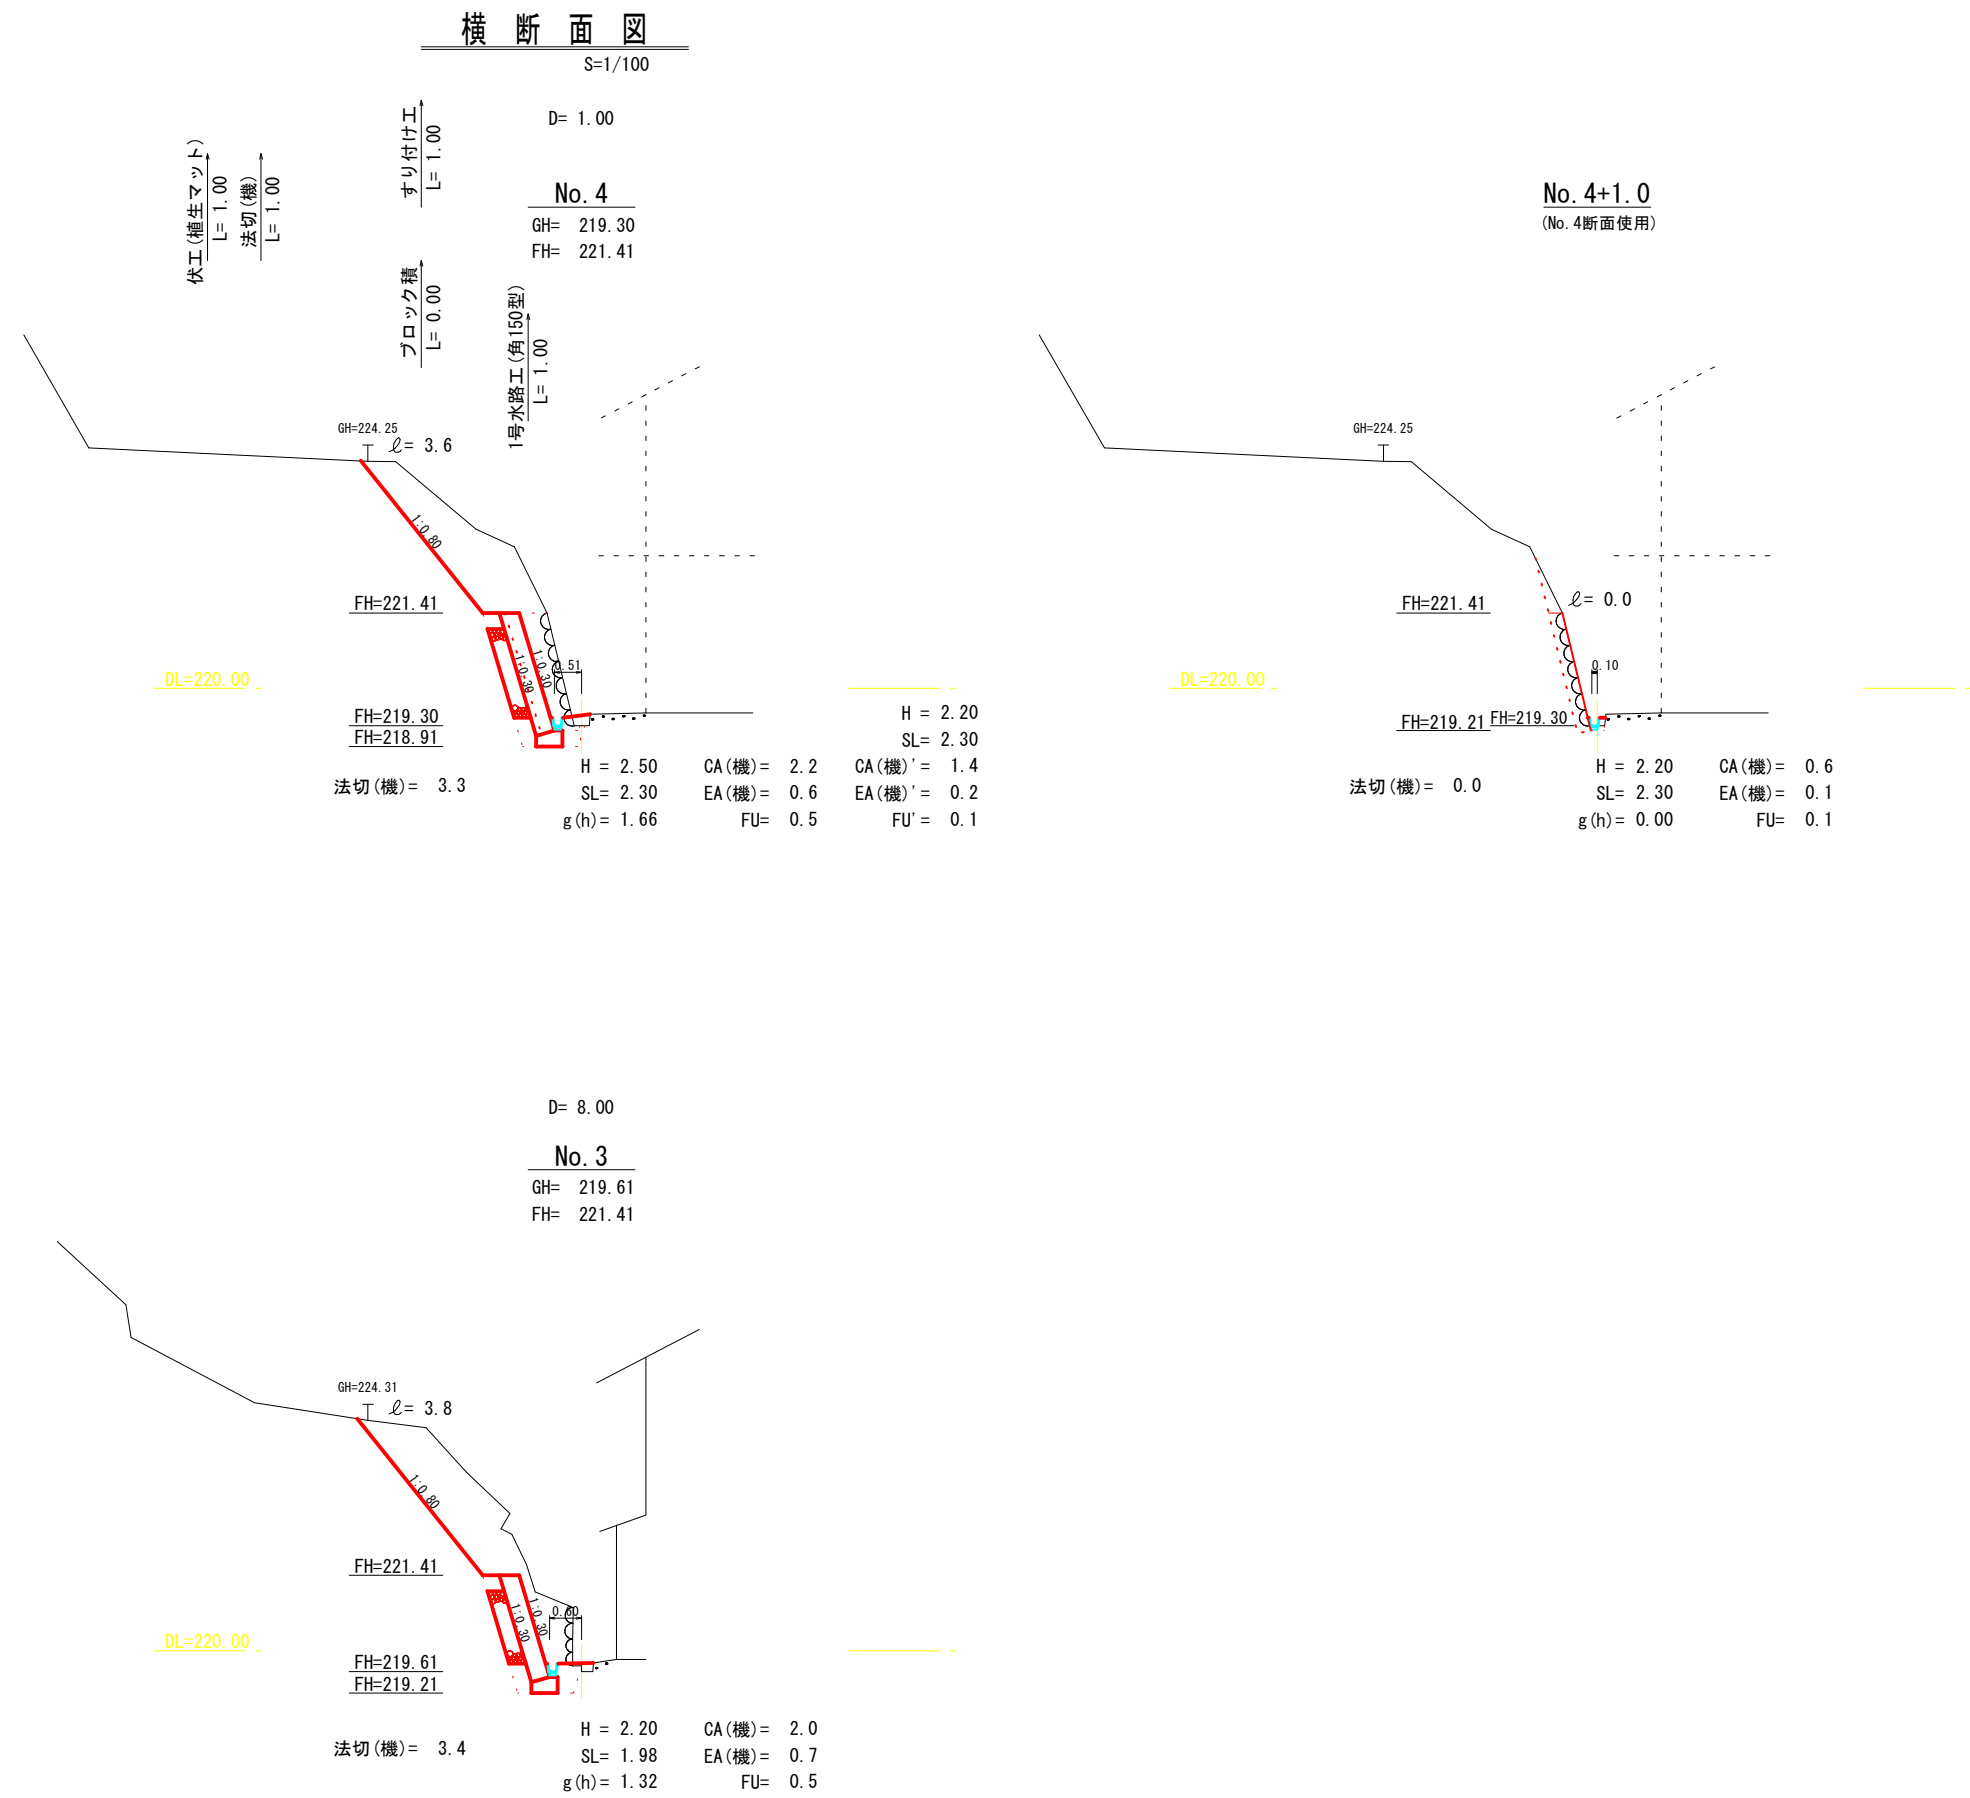 横 断 面 図
S=1/100
D= 1.00
すり付け工
L= 1.00
伏工(植生マット)
L= 1.00
法切(機)
L= 1.00
No.4
GH= 219.30
FH= 221.41
ブロック積
L= 0.00
1号水路工(角150型)
L= 1.00
GH=224.25
ℓ= 3.6
1:0.80
FH=221.41
1:0.30
1:0.30
0.51
DL=220.00
FH=219.30
FH=218.91
H = 2.20
SL= 2.30
法切(機)= 3.3
H = 2.50 CA(機)= 2.2 CA(機)'= 1.4
SL= 2.30 EA(機)= 0.6 EA(機)'= 0.2
g(h)= 1.66 FU= 0.5 FU'= 0.1
No.4+1.0
(No.4断面使用)
GH=224.25
FH=221.41
ℓ= 0.0
0.10
DL=220.00
FH=219.21
FH=219.30
法切(機)= 0.0
H = 2.20 CA(機)= 0.6
SL= 2.30 EA(機)= 0.1
g(h)= 0.00 FU= 0.1
D= 8.00
No.3
GH= 219.61
FH= 221.41
GH=224.31
ℓ= 3.8
1:0.80
FH=221.41
1:0.30
1:0.30
0.60
DL=220.00
FH=219.61
FH=219.21
法切(機)= 3.4
H = 2.20 CA(機)= 2.0
SL= 1.98 EA(機)= 0.7
g(h)= 1.32 FU= 0.5